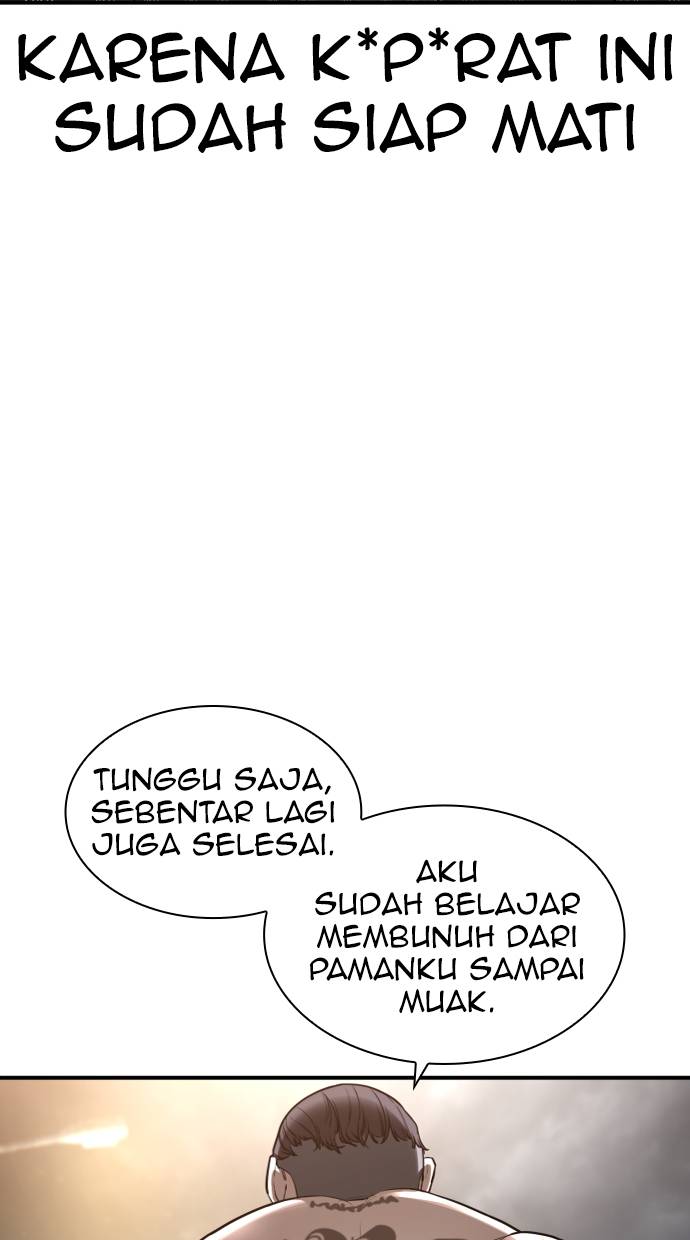 KARENA K*P*RAT INI
SUDAH SIAP MATI
TUNGGU SAJA,
SEBENTAR LAGI
JUGA SELESAI.
AKU
SUDAH BELAJAR
MEMBUNUH DARI
PAMANKU SAMPAI
MUAK.